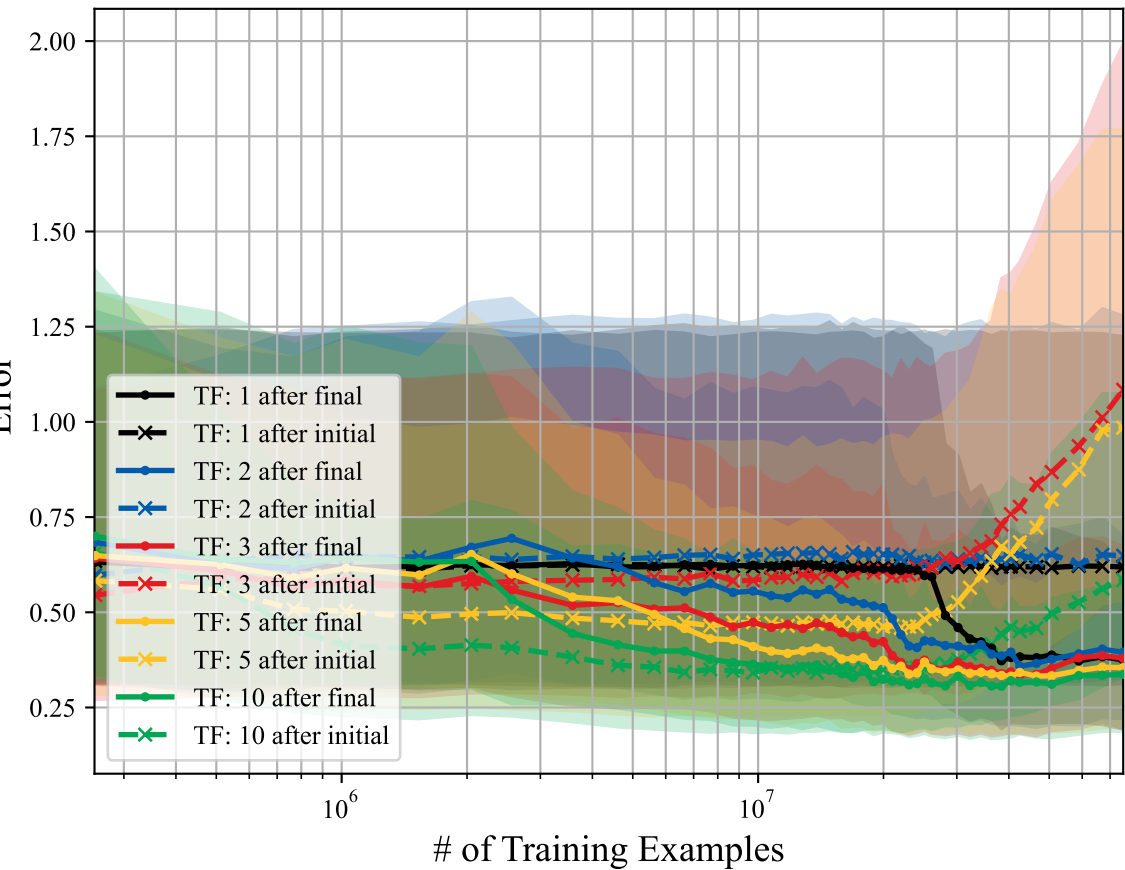 2.00
1.75
1.50
1.25
1.00
0.75
0.50
0.25
Error
TF: 1 after final
TF: 1 after initial
TF: 2 after final
TF: 2 after initial
TF: 3 after final
TF: 3 after initial
TF: 5 after final
TF: 5 after initial
TF: 10 after final
TF: 10 after initial
10⁶ 10⁷
# of Training Examples